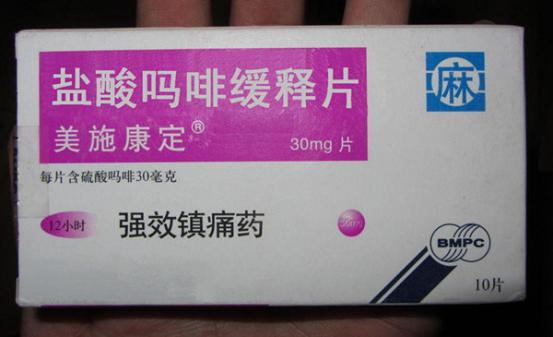 盐酸吗啡缓释片
麻
美施康定®
30mg 片
每片含硫酸吗啡30毫克
12小时
强效镇痛药
BMPC
10片